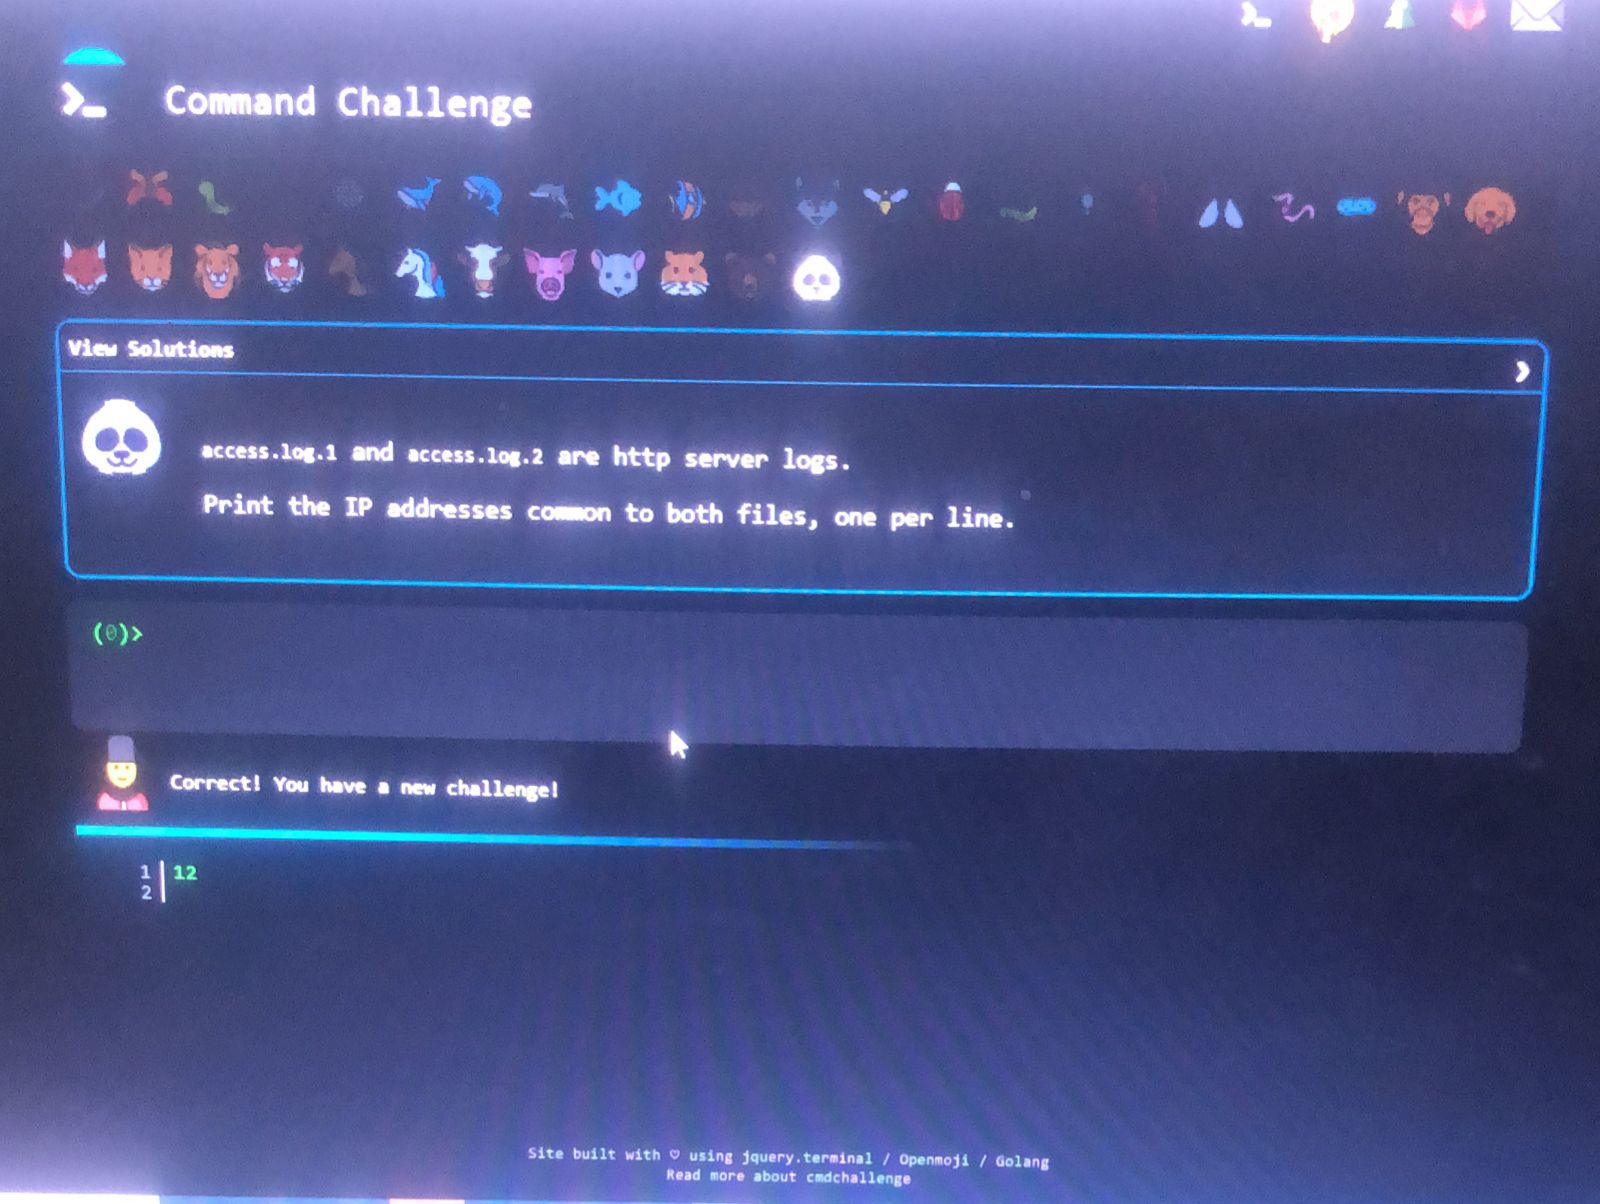 Command Challenge
View Solutions
access.log.1 and access.log.2 are http server logs.
Print the IP addresses common to both files, one per line.
(0)>
Correct! You have a new challenge!
1 12
2
Site built with ♡ using jquery.terminal / Openmoji / Golang
Read more about cmdchallenge